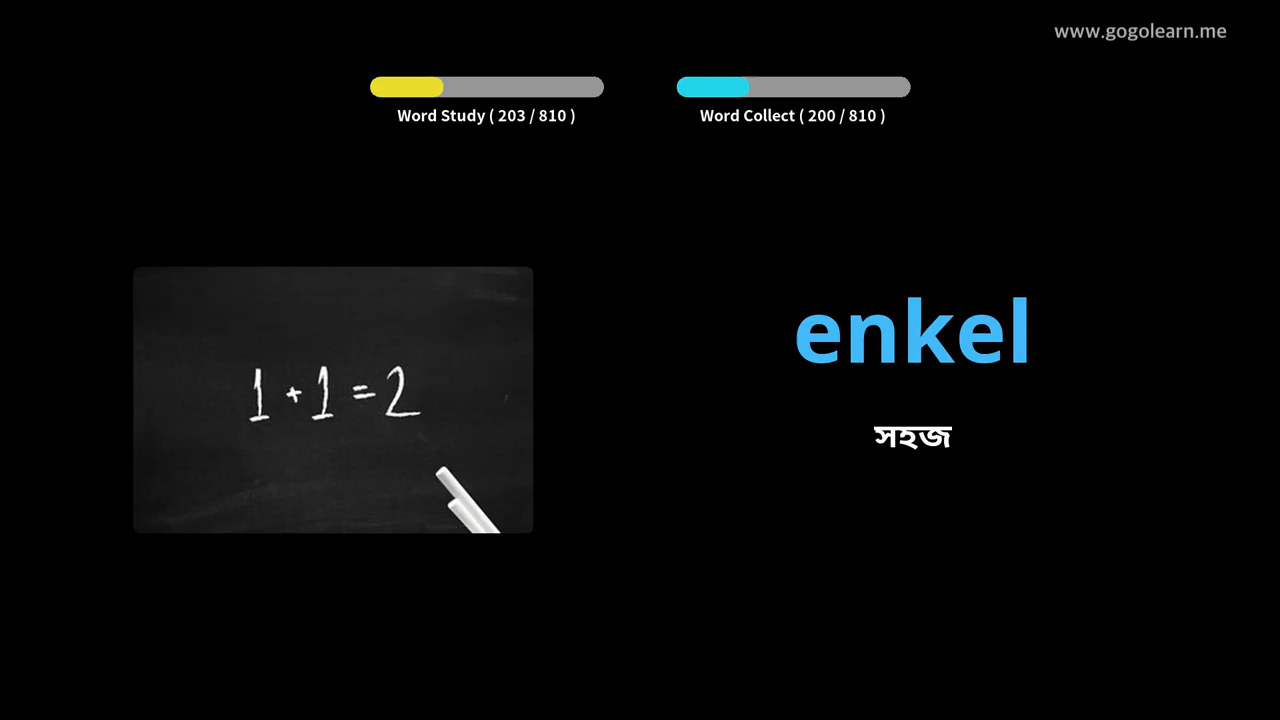 www.gogolearn.me
Word Study ( 203 / 810 )
Word Collect ( 200 / 810 )
1 + 1 = 2
enkel
সহজ